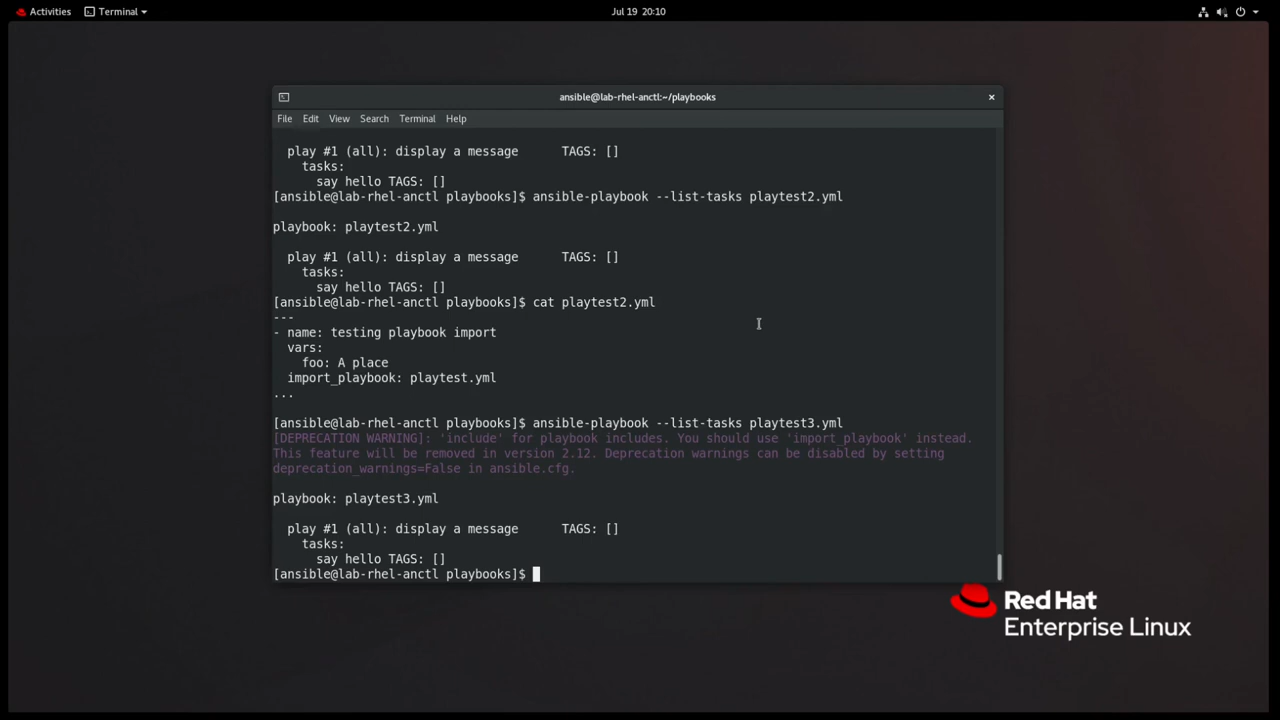 Activities Terminal Jul 19 20:10
ansible@lab-rhel-anctl:~/playbooks ×
File Edit View Search Terminal Help
play #1 (all): display a message TAGS: []
tasks:
say hello TAGS: []
[ansible@lab-rhel-anctl playbooks]$ ansible-playbook --list-tasks playtest2.yml
playbook: playtest2.yml
play #1 (all): display a message TAGS: []
tasks:
say hello TAGS: []
[ansible@lab-rhel-anctl playbooks]$ cat playtest2.yml
---
- name: testing playbook import
vars:
foo: A place
import_playbook: playtest.yml
...
[ansible@lab-rhel-anctl playbooks]$ ansible-playbook --list-tasks playtest3.yml
[DEPRECATION WARNING]: 'include' for playbook includes. You should use 'import_playbook' instead.
This feature will be removed in version 2.12. Deprecation warnings can be disabled by setting
deprecation_warnings=False in ansible.cfg.
playbook: playtest3.yml
play #1 (all): display a message TAGS: []
tasks:
say hello TAGS: []
[ansible@lab-rhel-anctl playbooks]$
Red Hat
Enterprise Linux